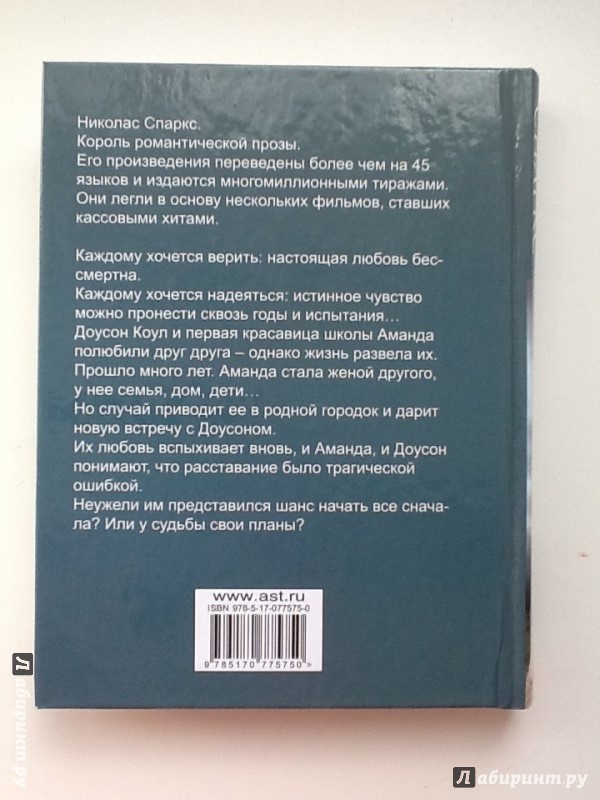 Николас Спаркс.
Король романтической прозы.
Его произведения переведены более чем на 45
языков и издаются многомиллионными тиражами.
Они легли в основу нескольких фильмов, ставших
кассовыми хитами.
Каждому хочется верить: настоящая любовь бес-
смертна.
Каждому хочется надеяться: истинное чувство
можно пронести сквозь годы и испытания...
Доусон Коул и первая красавица школы Аманда
полюбили друг друга – однако жизнь развела их.
Прошло много лет. Аманда стала женой другого,
у нее семья, дом, дети...
Но случай приводит ее в родной городок и дарит
новую встречу с Доусоном.
Их любовь вспыхивает вновь, и Аманда, и Доусон
понимают, что расставание было трагической
ошибкой.
Неужели им представился шанс начать все снача-
ла? Или у судьбы свои планы?
www.ast.ru
ISBN 978-5-17-077575-0
9 785170 775750 >
Лабиринт.ру
Лабиринт.ру